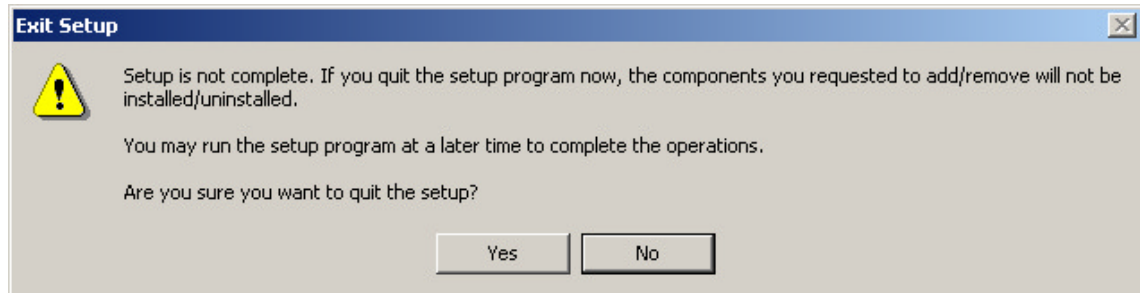 Exit Setup
Setup is not complete. If you quit the setup program now, the components you requested to add/remove will not be
installed/uninstalled.
You may run the setup program at a later time to complete the operations.
Are you sure you want to quit the setup?
Yes
No